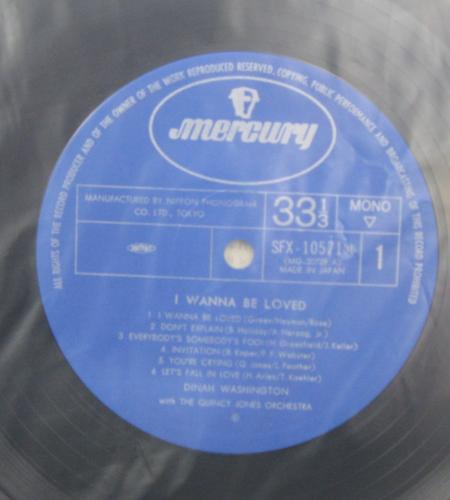 ALL RIGHTS OF THE RECORD PRODUCER AND OF THE OWNER OF THE WORK REPRODUCED RESERVED. COPYING, PUBLIC PERFORMANCE AND BROADCASTING OF THIS RECORD PROHIBITED
mercury
MANUFACTURED BY NIPPON PHONOGRAM
CO. LTD., TOKYO
33 1/3
MONO
SFX-10571
MADE IN JAPAN
1
I WANNA BE LOVED
1 I WANNA BE LOVED (Green/Heyman/Rose)
2 DON'T EXPLAIN (B. Holiday/A. Herzog, Jr.)
3 EVERYBODY'S SOMEBODY'S FOOL (H. Greenfield/J. Keller)
4 INVITATION (B. Kaper/P. F. Webster)
5 YOU'RE CRYING (Q. Jones/L. Feather)
6 LET'S FALL IN LOVE (H. Arlen/T. Koehler)
DINAH WASHINGTON
with THE QUINCY JONES ORCHESTRA
℗